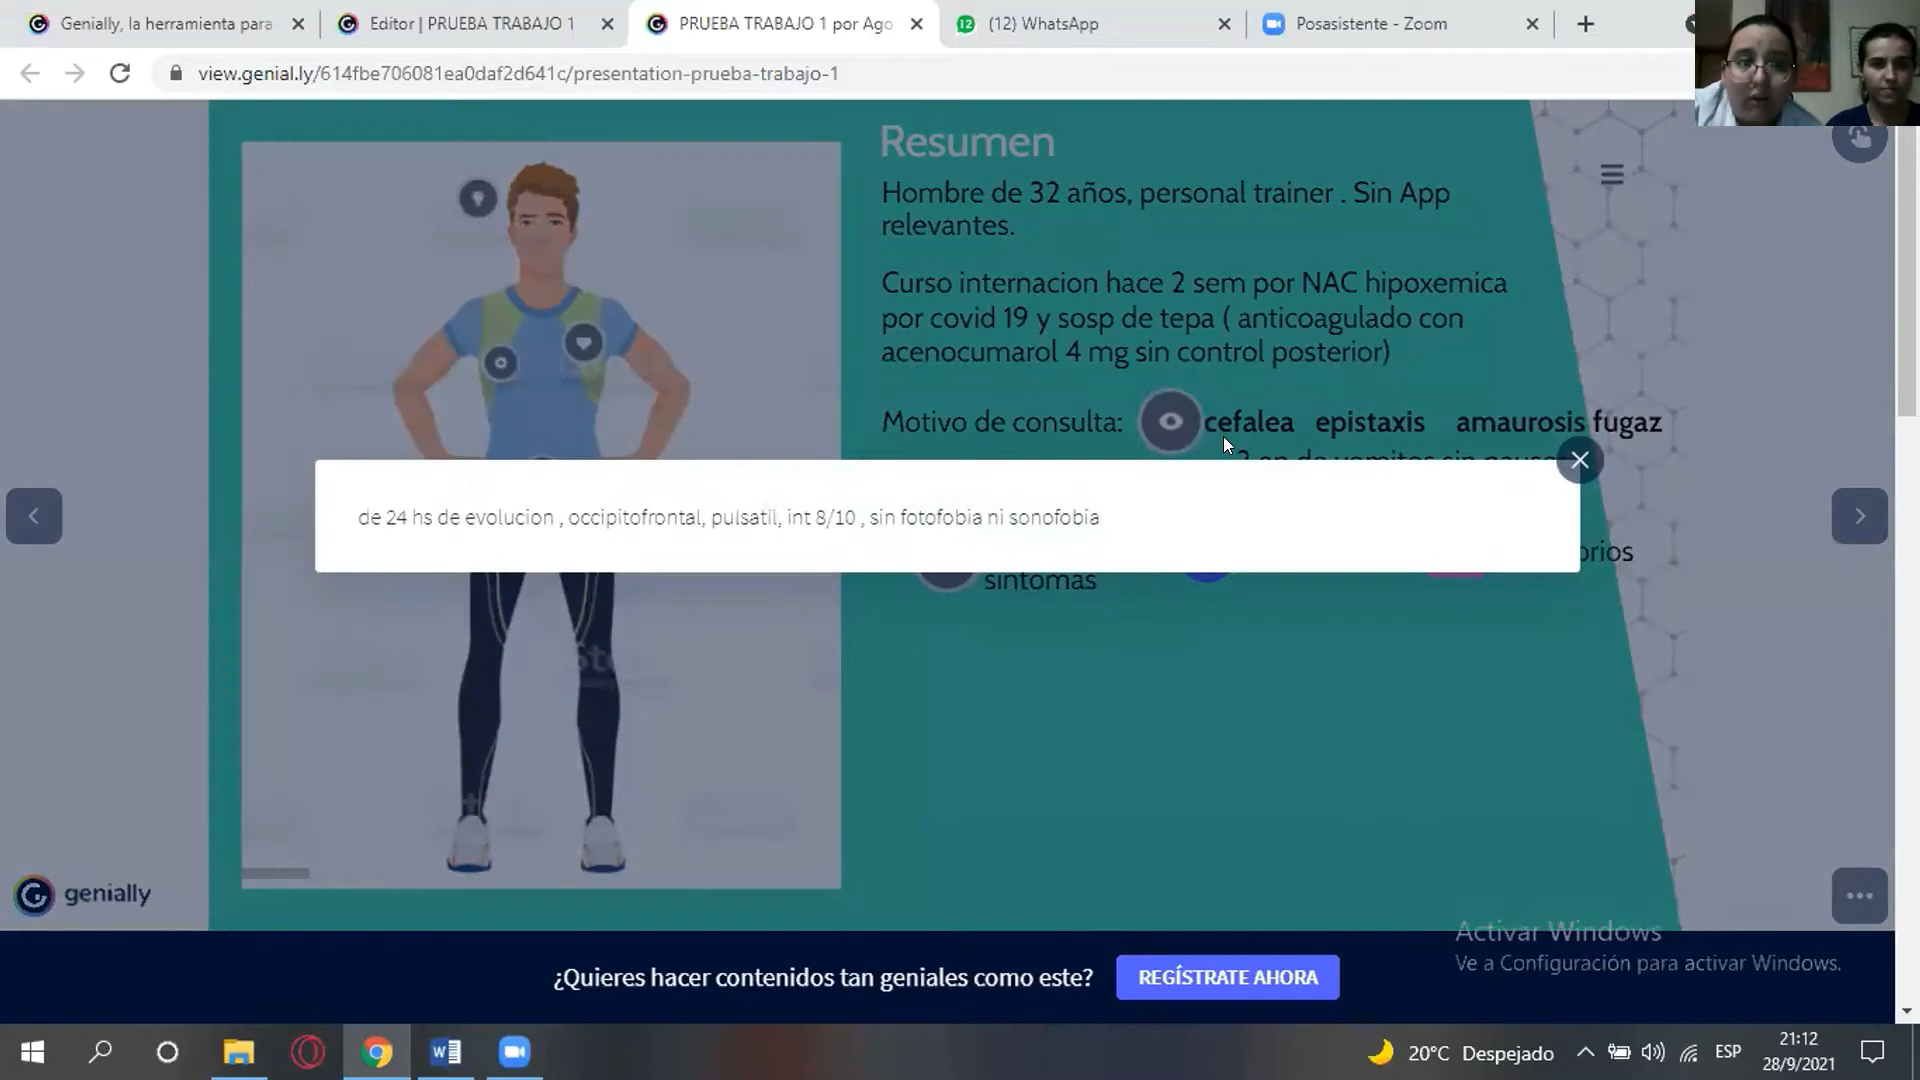 Genially, la herramienta para
Editor | PRUEBA TRABAJO 1
PRUEBA TRABAJO 1 por Ago
(12) WhatsApp
Posasistente - Zoom
view.genial.ly/614fbe706081ea0daf2d641c/presentation-prueba-trabajo-1
Resumen
Hombre de 32 años, personal trainer . Sin App
relevantes.
Curso internacion hace 2 sem por NAC hipoxemica
por covid 19 y sosp de tepa ( anticoagulado con
acenocumarol 4 mg sin control posterior)
Motivo de consulta: cefalea epistaxis amaurosis fugaz
de vomitos sin
de 24 hs de evolucion , occipitofrontal, pulsatil, int 8/10 , sin fotofobia ni sonofobia
sintomas
genially
Activar Windows
Ve a Configuración para activar Windows.
¿Quieres hacer contenidos tan geniales como este? REGÍSTRATE AHORA
20°C Despejado
ESP
21:12
28/9/2021